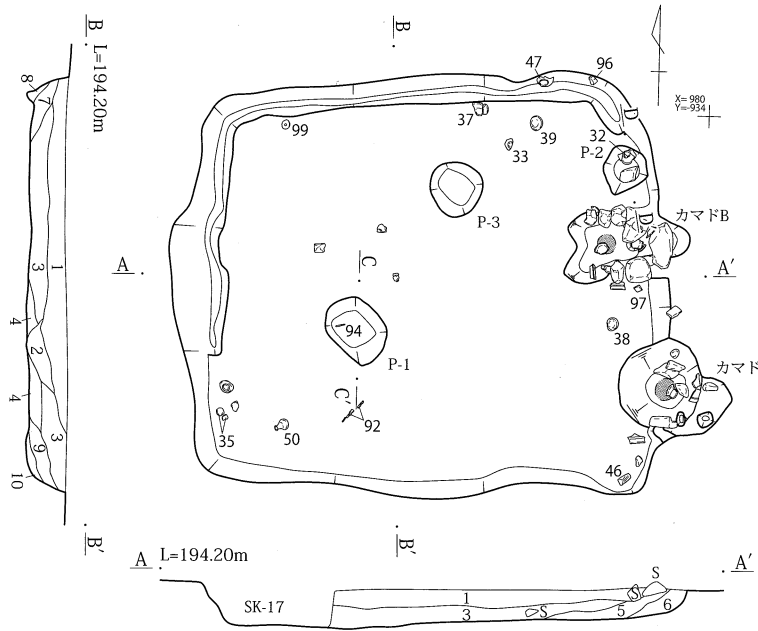 B
L=194.20m
8
7
3
1
4
2
4
3
9
10
B'
B
47
96
X= 980
Y=-934
99
37
39
33
32
P-2
P-3
カマドB
A
A'
C
97
94
38
P-1
カマド
C'
92
35
50
46
B'
A
L=194.20m
A'
S
S
SK-17
1
3
S
5
6